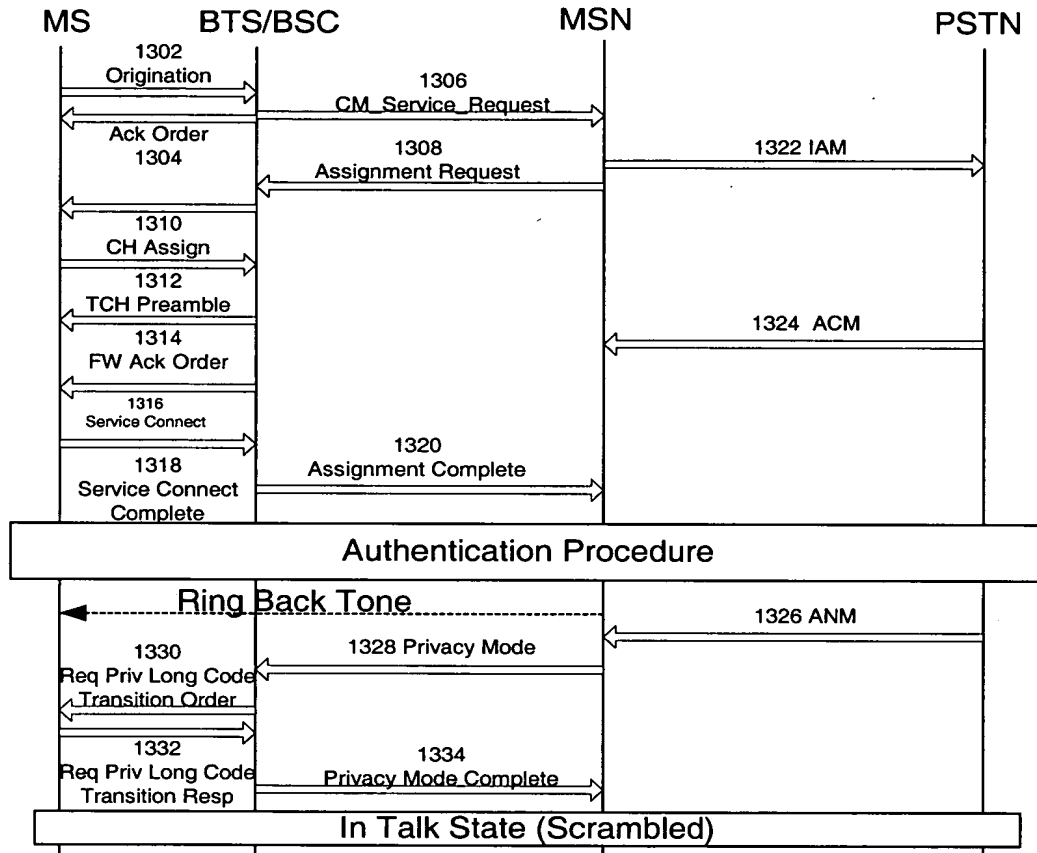 MS
BTS/BSC
MSN
PSTN
1302
Origination
1306
CM_Service_Request
Ack Order
1304
1308
Assignment Request
1322 IAM
1310
CH Assign
1312
TCH Preamble
1324 ACM
1314
FW Ack Order
1316
Service Connect
1320
Assignment Complete
1318
Service Connect
Complete
Authentication Procedure
Ring Back Tone
1326 ANM
1328 Privacy Mode
1330
Req Priv Long Code
Transition Order
1332
Req Priv Long Code
Transition Resp
1334
Privacy Mode Complete
In Talk State (Scrambled)